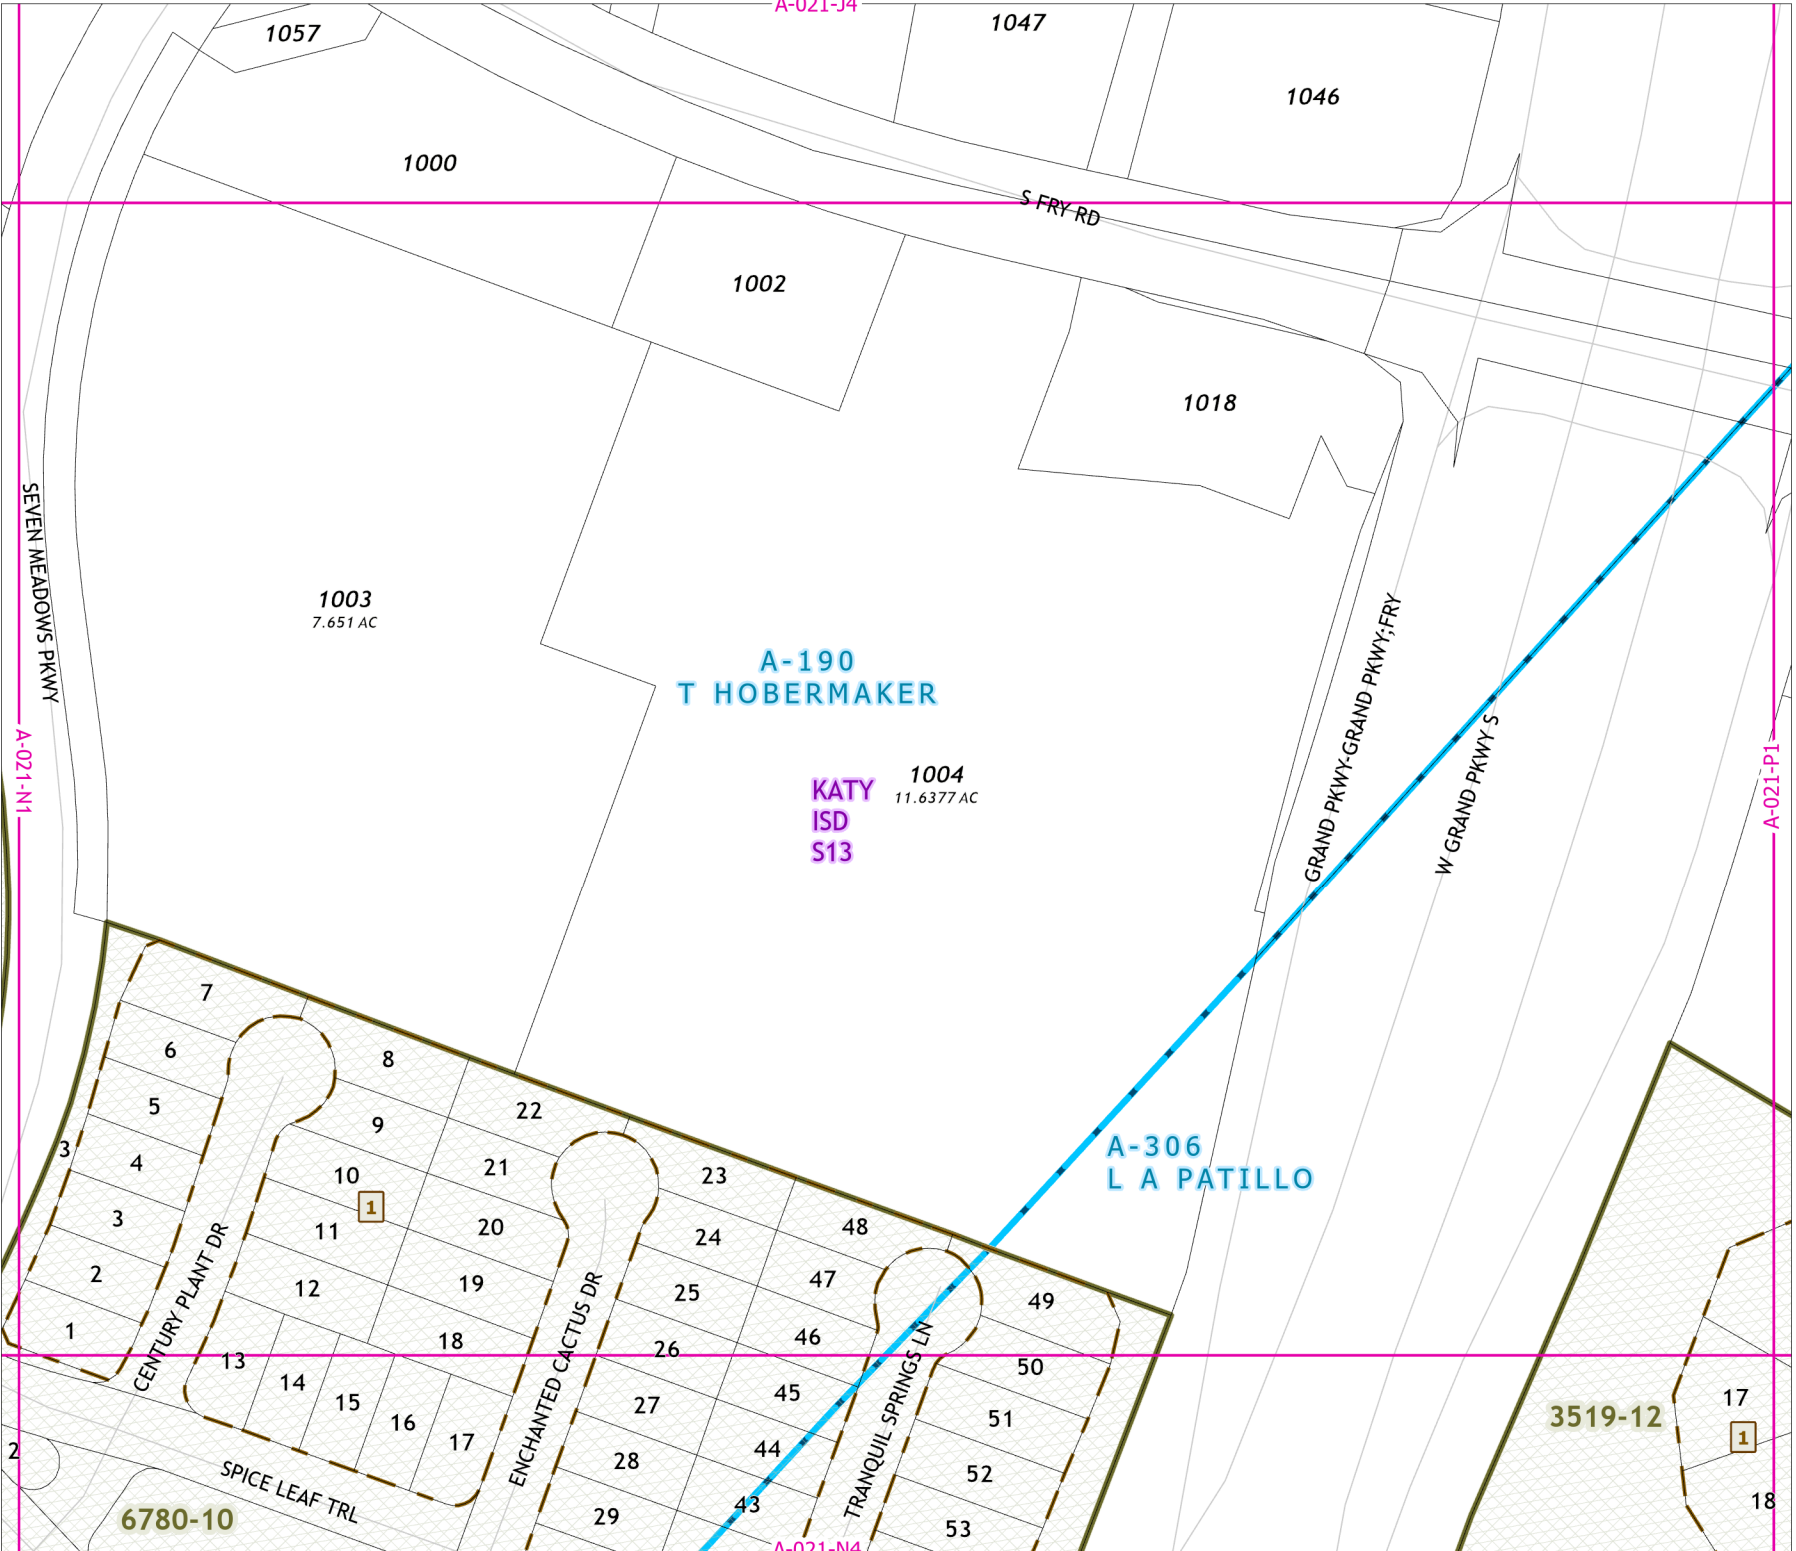 A-021-J4
1057
1047
1046
1000
S FRY RD
1002
1018
SEVEN MEADOWS PKWY
1003
7.651 AC
A-190
T HOBERMAKER
GRAND PKWY-GRAND PKWY;FRY
W GRAND PKWY S
A-021-N1
A-021-P1
KATY
ISD
S13
1004
11.6377 AC
7
6
8
5
22
9
3
4
21
23
10
1
A-306
L A PATILLO
3
11
20
48
24
2
12
19
47
25
49
1
CENTURY PLANT DR
18
46
26
13
50
14
15
ENCHANTED CACTUS DR
45
27
TRANQUIL SPRINGS LN
17
16
51
3519-12
17
44
1
2
28
52
SPICE LEAF TRL
43
18
6780-10
29
53
A-021-N4